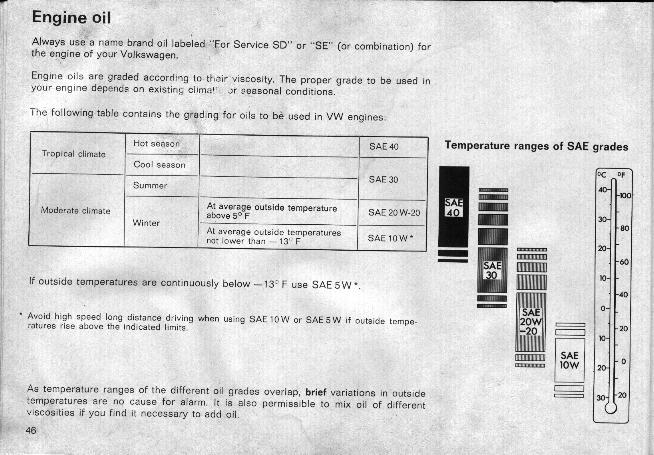 Engine oil
Always use a name brand oil labeled "For Service SD" or "SE" (or combination) for
the engine of your Volkswagen.
Engine oils are graded according to their viscosity. The proper grade to be used in
your engine depends on existing climatic or seasonal conditions.
The following table contains the grading for oils to be used in VW engines:
Tropical climate
Hot season
SAE 40
Cool season
SAE 30
Moderate climate
Summer
Winter
At average outside temperature
above 5° F
SAE 20 W-20
At average outside temperatures
not lower than — 13° F
SAE 10 W *
If outside temperatures are continuously below —13° F use SAE 5 W *.
* Avoid high speed long distance driving when using SAE 10 W or SAE 5 W if outside tempe-
ratures rise above the indicated limits.
As temperature ranges of the different oil grades overlap, brief variations in outside
temperatures are no cause for alarm. It is also permissible to mix oil of different
viscosities if you find it necessary to add oil.
46
Temperature ranges of SAE grades
SAE
40
SAE
30
SAE
20W
-20
SAE
10W
°C °F
40
100
30
80
20
60
10
40
0
20
10
0
20
20
30